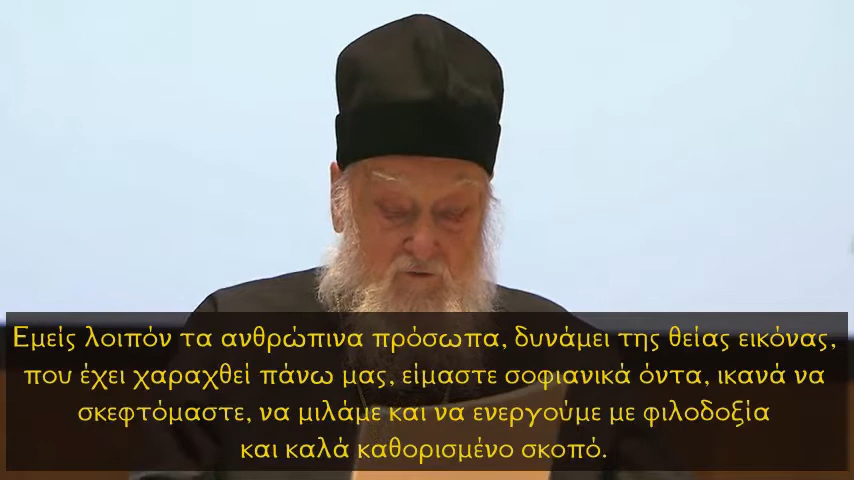 Εμείς λοιπόν τα ανθρώπινα πρόσωπα, δυνάμει της θείας εικόνας,
που έχει χαραχθεί πάνω μας, είμαστε σοφιανικά όντα, ικανά να
σκεφτόμαστε, να μιλάμε και να ενεργούμε με φιλοδοξία
και καλά καθορισμένο σκοπό.